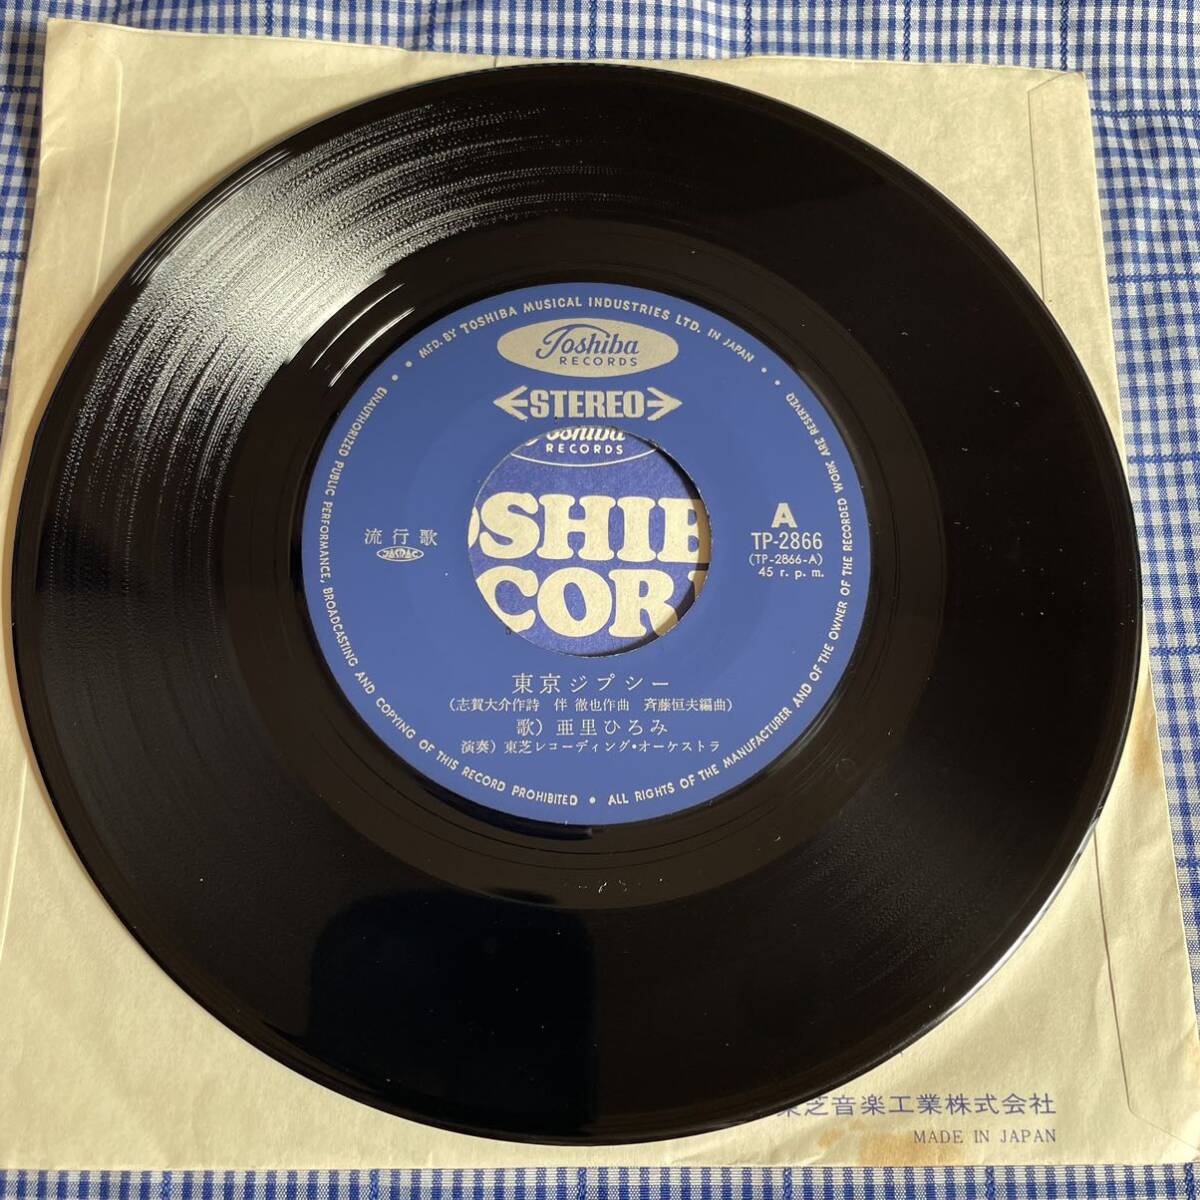 • MFD. BY TOSHIBA MUSICAL INDUSTRIES LTD. IN JAPAN •
Toshiba
RECORDS
STEREO
Toshiba
RECORDS
OSHIB
COR
流行歌
A
TP-2866
(TP-2866-A)
45 r. p. m.
東京ジプシー
(志賀大介作詩 伴 徹也作曲 斉藤恒夫編曲)
歌) 亜里ひろみ
演奏) 東芝レコーディング・オーケストラ
• UNAUTHORIZED PUBLIC PERFORMANCE, BROADCASTING AND COPYING OF THIS RECORD PROHIBITED • ALL RIGHTS OF THE MANUFACTURER AND OF THE OWNER OF THE RECORDED WORK ARE RESERVED •
東芝音楽工業株式会社
MADE IN JAPAN